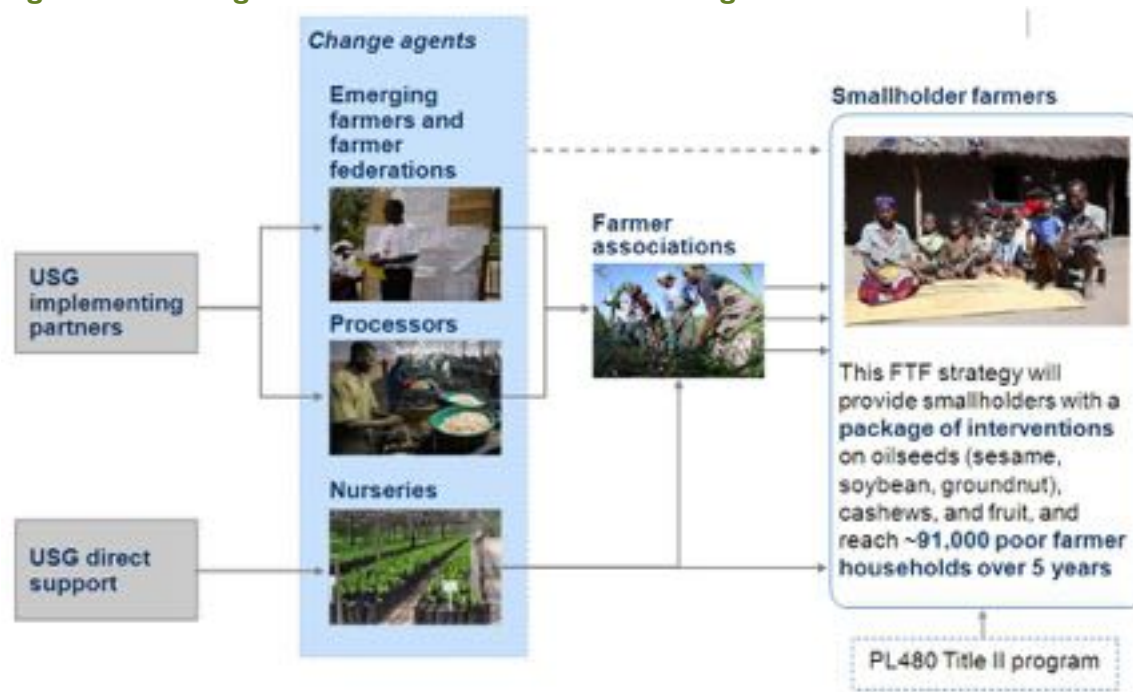 Change agents
Emerging
farmers and
farmer
federations
Smallholder farmers
Farmer
associations
USG
implementing
partners
Processors
This FTF strategy will
provide smallholders with a
package of interventions
on oilseeds (sesame,
soybean, groundnut),
cashews, and fruit, and
reach ~91,000 poor farmer
households over 5 years
Nurseries
USG direct
support
PL480 Title II program